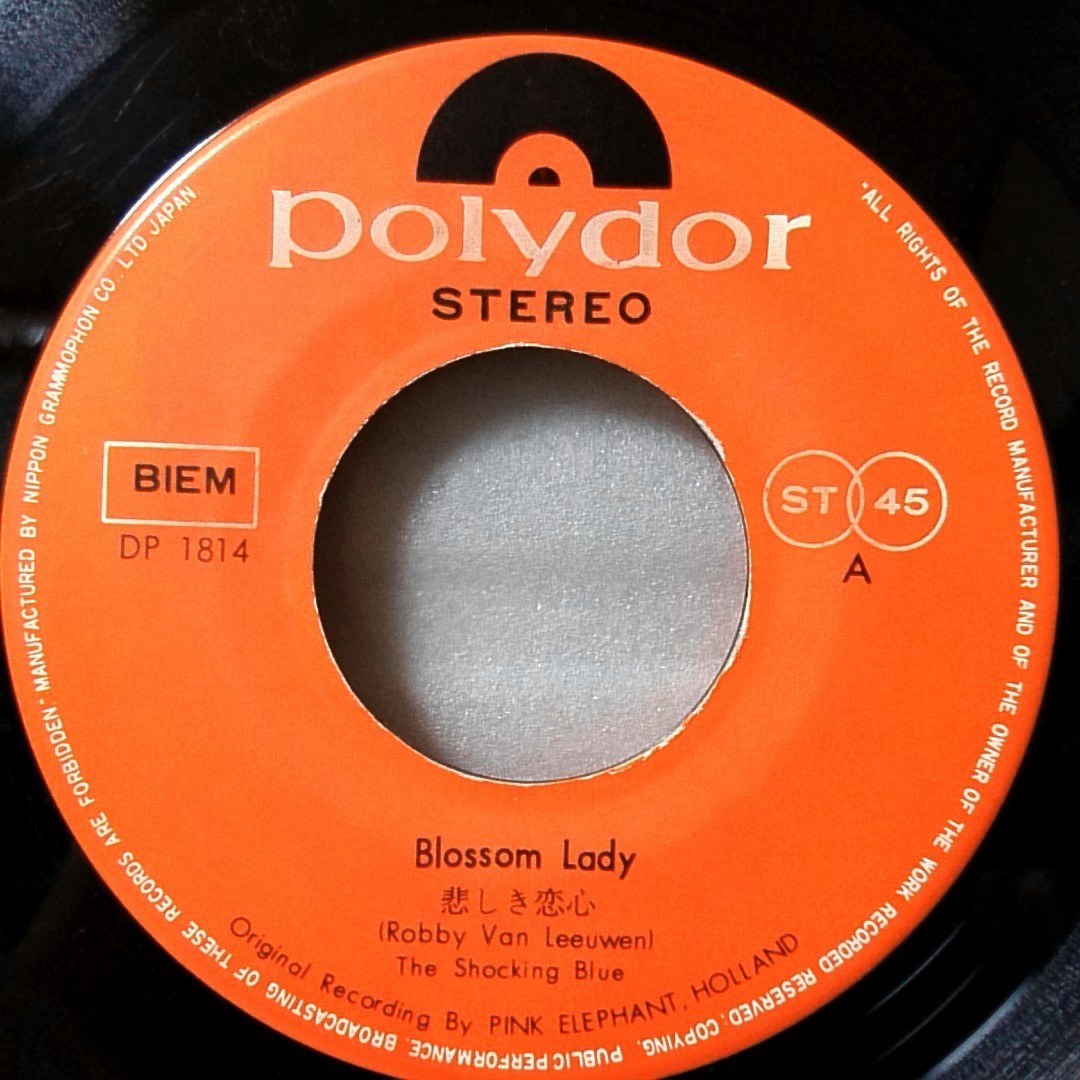 polydor
STEREO
BIEM
DP 1814
ST 45
A
Blossom Lady
悲しき恋心
(Robby Van Leeuwen)
The Shocking Blue
Original Recording By PINK ELEPHANT, HOLLAND
"ALL RIGHTS OF THE RECORD MANUFACTURER AND OF THE OWNER OF THE WORK RECORDED RESERVED. COPYING, PUBLIC PERFORMANCE, BROADCASTING OF THESE RECORDS ARE FORBIDDEN." MANUFACTURED BY NIPPON GRAMMOPHON CO., LTD JAPAN